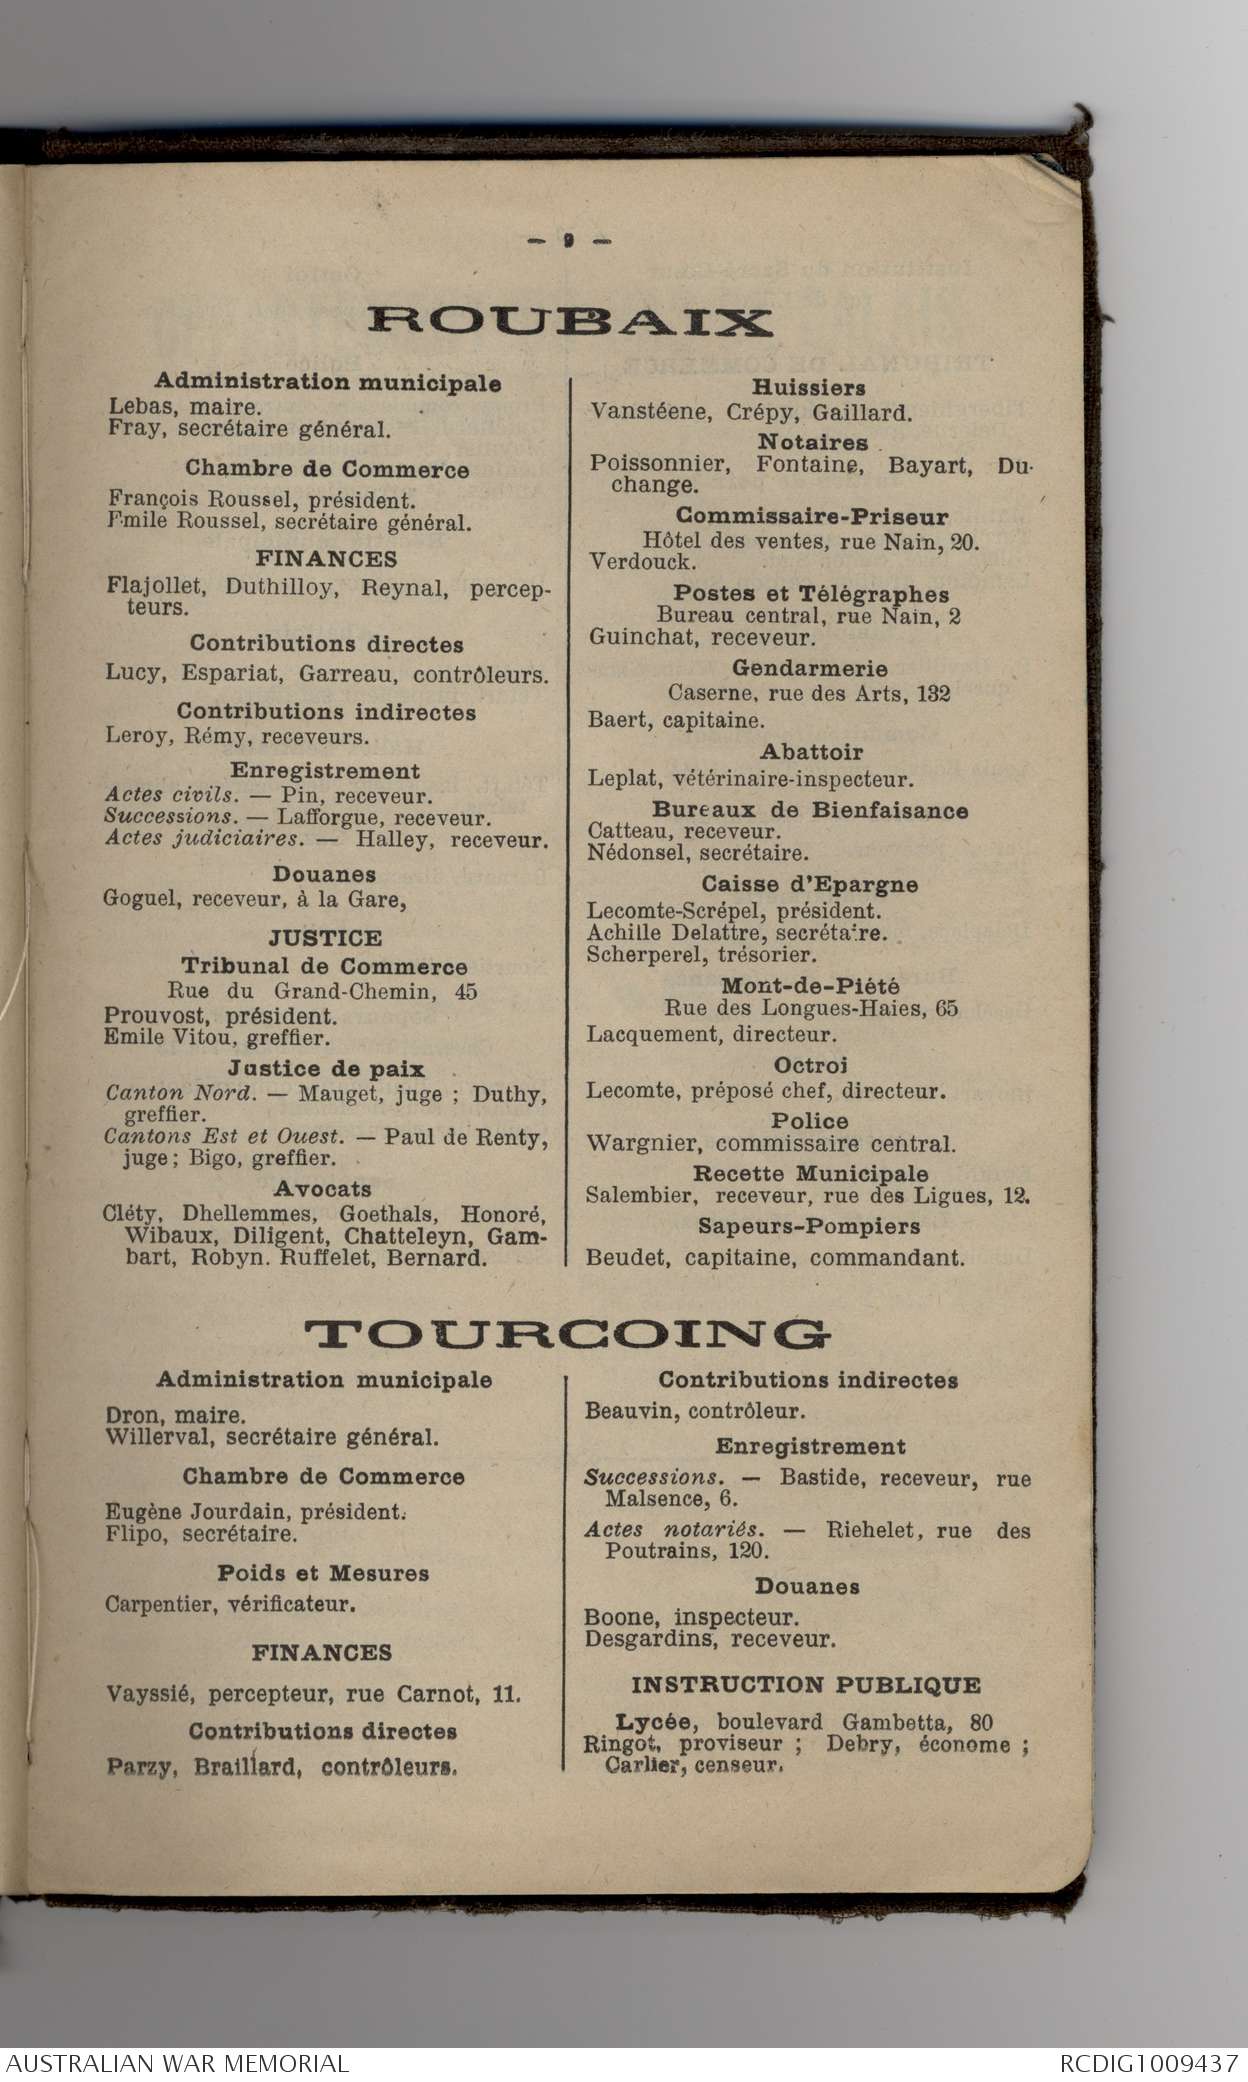 — 9 —
ROUBAIX
Administration municipale
Lebas, maire.
Fray, secrétaire général.
Chambre de Commerce
François Roussel, président.
Emile Roussel, secrétaire général.
FINANCES
Flajollet, Duthilloy, Reynal, percep-
teurs.
Contributions directes
Lucy, Espariat, Garreau, contrôleurs.
Contributions indirectes
Leroy, Rémy, receveurs.
Enregistrement
Actes civils. — Pin, receveur.
Successions. — Lafforgue, receveur.
Actes judiciaires. — Halley, receveur.
Douanes
Goguel, receveur, à la Gare,
JUSTICE
Tribunal de Commerce
Rue du Grand-Chemin, 45
Prouvost, président.
Emile Vitou, greffier.
Justice de paix
Canton Nord. — Mauget, juge ; Duthy,
greffier.
Cantons Est et Ouest. — Paul de Renty,
juge ; Bigo, greffier.
Avocats
Cléty, Dhellemmes, Goethals, Honoré,
Wibaux, Diligent, Chatteleyn, Gam-
bart, Robyn. Ruffelet, Bernard.
Huissiers
Vanstéene, Crépy, Gaillard.
Notaires
Poissonnier, Fontaine, Bayart, Du-
change.
Commissaire-Priseur
Hôtel des ventes, rue Nain, 20.
Verdouck.
Postes et Télégraphes
Bureau central, rue Nain, 2
Guinchat, receveur.
Gendarmerie
Caserne, rue des Arts, 132
Baert, capitaine.
Abattoir
Leplat, vétérinaire-inspecteur.
Bureaux de Bienfaisance
Catteau, receveur.
Nédonsel, secrétaire.
Caisse d'Epargne
Lecomte-Scrépel, président.
Achille Delattre, secrétaire.
Scherperel, trésorier.
Mont-de-Piété
Rue des Longues-Haies, 65
Lacquement, directeur.
Octroi
Lecomte, préposé chef, directeur.
Police
Wargnier, commissaire central.
Recette Municipale
Salembier, receveur, rue des Ligues, 12.
Sapeurs-Pompiers
Beudet, capitaine, commandant.
TOURCOING
Administration municipale
Dron, maire.
Willerval, secrétaire général.
Chambre de Commerce
Eugène Jourdain, président.
Flipo, secrétaire.
Poids et Mesures
Carpentier, vérificateur.
FINANCES
Vayssié, percepteur, rue Carnot, 11.
Contributions directes
Parzy, Braillard, contrôleurs.
Contributions indirectes
Beauvin, contrôleur.
Enregistrement
Successions. — Bastide, receveur, rue
Malsence, 6.
Actes notariés. — Riehelet, rue des
Poutrains, 120.
Douanes
Boone, inspecteur.
Desgardins, receveur.
INSTRUCTION PUBLIQUE
Lycée, boulevard Gambetta, 80
Ringot, proviseur ; Debry, économe ;
Carlier, censeur.
AUSTRALIAN WAR MEMORIAL
RCDIG1009437